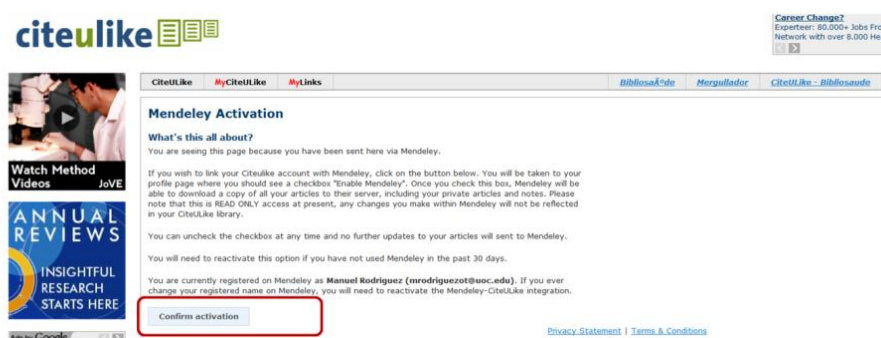 citeulike
Career Change?
Experteer: 80.000+ Jobs Fro
Network with over 8.000 He
CiteULike MyCiteULike MyLinks BibliosaÃºde Mergullador CiteULike - Bibliosaude
Watch Method
Videos JoVE
ANNUAL
REVIEWS
INSIGHTFUL
RESEARCH
STARTS HERE
Mendeley Activation
What's this all about?
You are seeing this page because you have been sent here via Mendeley.
If you wish to link your Citeulike account with Mendeley, click on the button below. You will be taken to your
profile page where you should see a checkbox "Enable Mendeley". Once you check this box, Mendeley will be
able to download a copy of all your articles to their server, including your private articles and notes. Please
note that this is READ ONLY access at present, any changes you make within Mendeley will not be reflected
in your CiteULike library.
You can uncheck the checkbox at any time and no further updates to your articles will sent to Mendeley.
You will need to reactivate this option if you have not used Mendeley in the past 30 days.
You are currently registered on Mendeley as Manuel Rodriguez (mrodriguezot@uoc.edu). If you ever
change your registered name on Mendeley, you will need to reactivate the Mendeley-CiteULike integration.
Confirm activation
Privacy Statement | Terms & Conditions